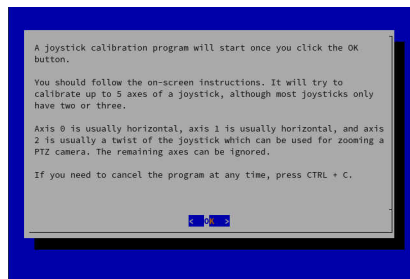 A joystick calibration program will start once you click the OK
button.
You should follow the on-screen instructions. It will try to
calibrate up to 5 axes of a joystick, although most joysticks only
have two or three.
Axis 0 is usually horizontal, axis 1 is usually horizontal, and axis
2 is usually a twist of the joystick which can be used for zooming a
PTZ camera. The remaining axes can be ignored.
If you need to cancel the program at any time, press CTRL + C.
< OK >